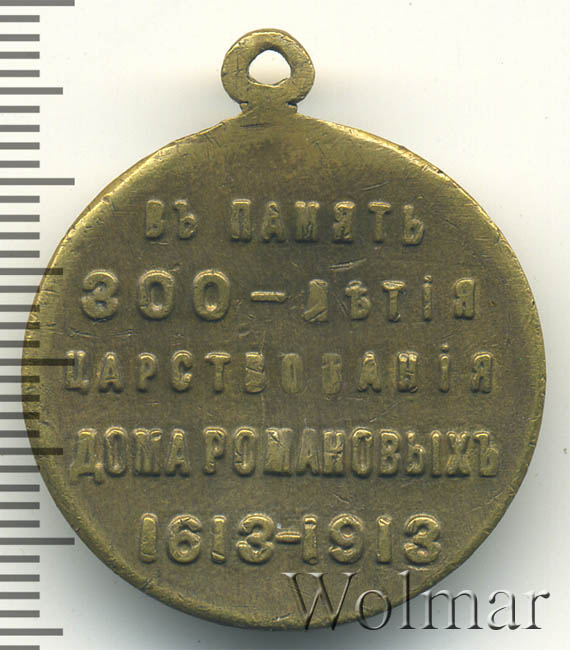 ВЪ ПАМЯТЬ
300-ЛѢТІЯ
ЦАРСТВОВАНІЯ
ДОМА РОМАНОВЫХЪ
1613-1913
Wolmar